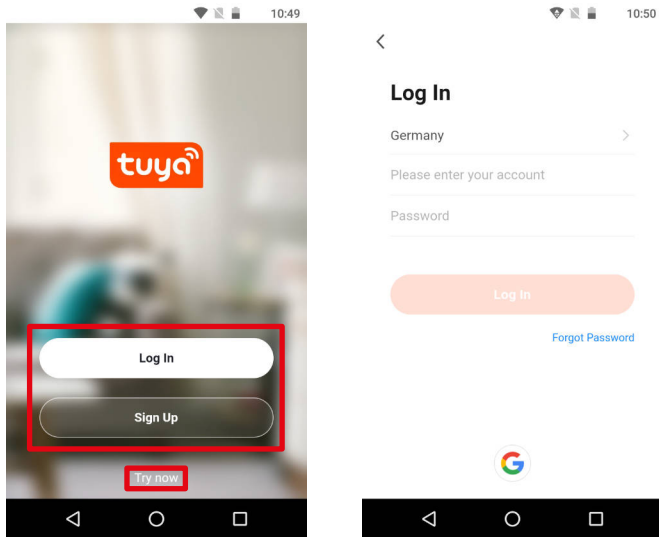 10:49
tuya
Log In
Sign Up
Try now
10:50
Log In
Germany
Please enter your account
Password
Log In
Forgot Password
G